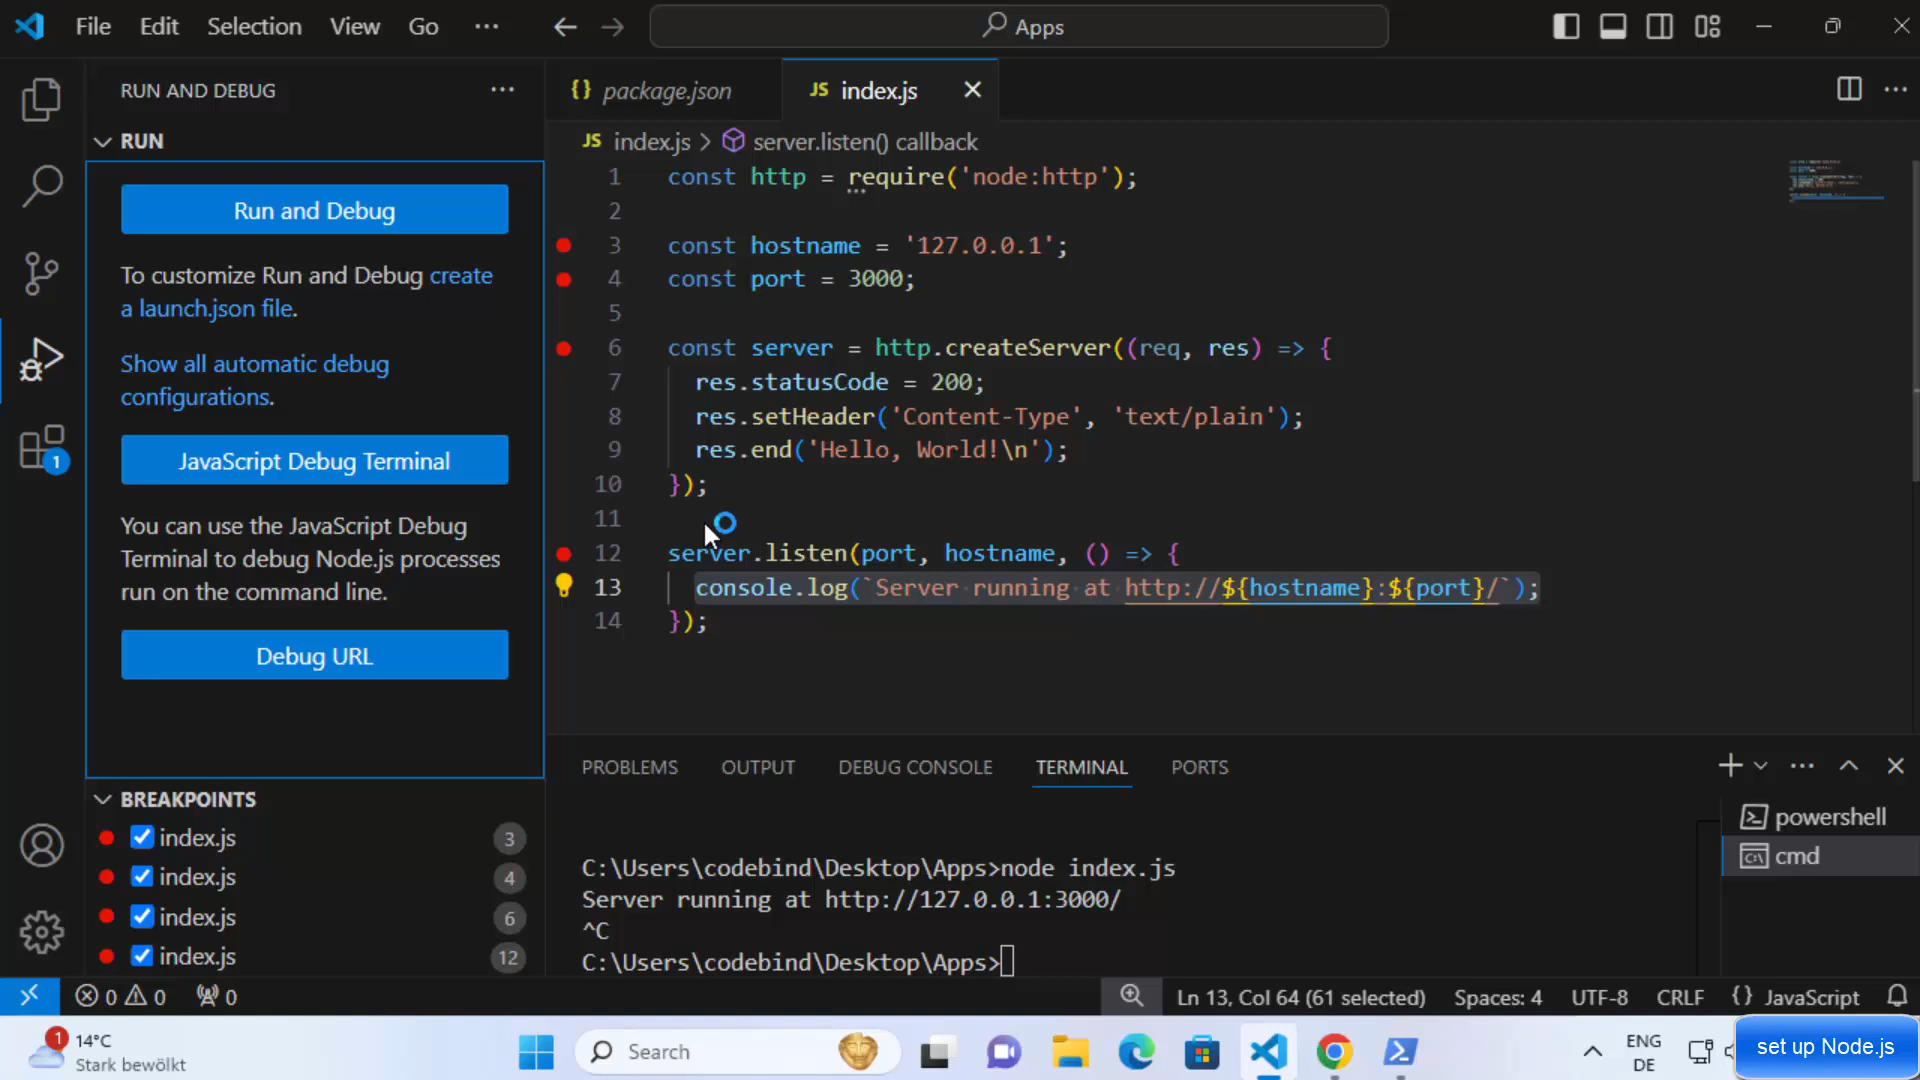 File Edit Selection View Go ···
Apps
RUN AND DEBUG ···
RUN
Run and Debug
To customize Run and Debug create
a launch.json file.
Show all automatic debug
configurations.
JavaScript Debug Terminal
You can use the JavaScript Debug
Terminal to debug Node.js processes
run on the command line.
Debug URL
BREAKPOINTS
index.js 3
index.js 4
index.js 6
index.js 12
1
{} package.json
JS index.js
JS index.js > server.listen() callback
1 const http = require('node:http');
2
3 const hostname = '127.0.0.1';
4 const port = 3000;
5
6 const server = http.createServer((req, res) => {
7 res.statusCode = 200;
8 res.setHeader('Content-Type', 'text/plain');
9 res.end('Hello, World!\n');
10 });
11
12 server.listen(port, hostname, () => {
13 console.log(`Server running at http://${hostname}:${port}/`);
14 });
PROBLEMS OUTPUT DEBUG CONSOLE TERMINAL PORTS
powershell
cmd
C:\Users\codebind\Desktop\Apps>node index.js
Server running at http://127.0.0.1:3000/
^C
C:\Users\codebind\Desktop\Apps>
0 0 0
Ln 13, Col 64 (61 selected) Spaces: 4 UTF-8 CRLF {} JavaScript
1
14°C
Stark bewölkt
Search
ENG
DE
set up Node.js